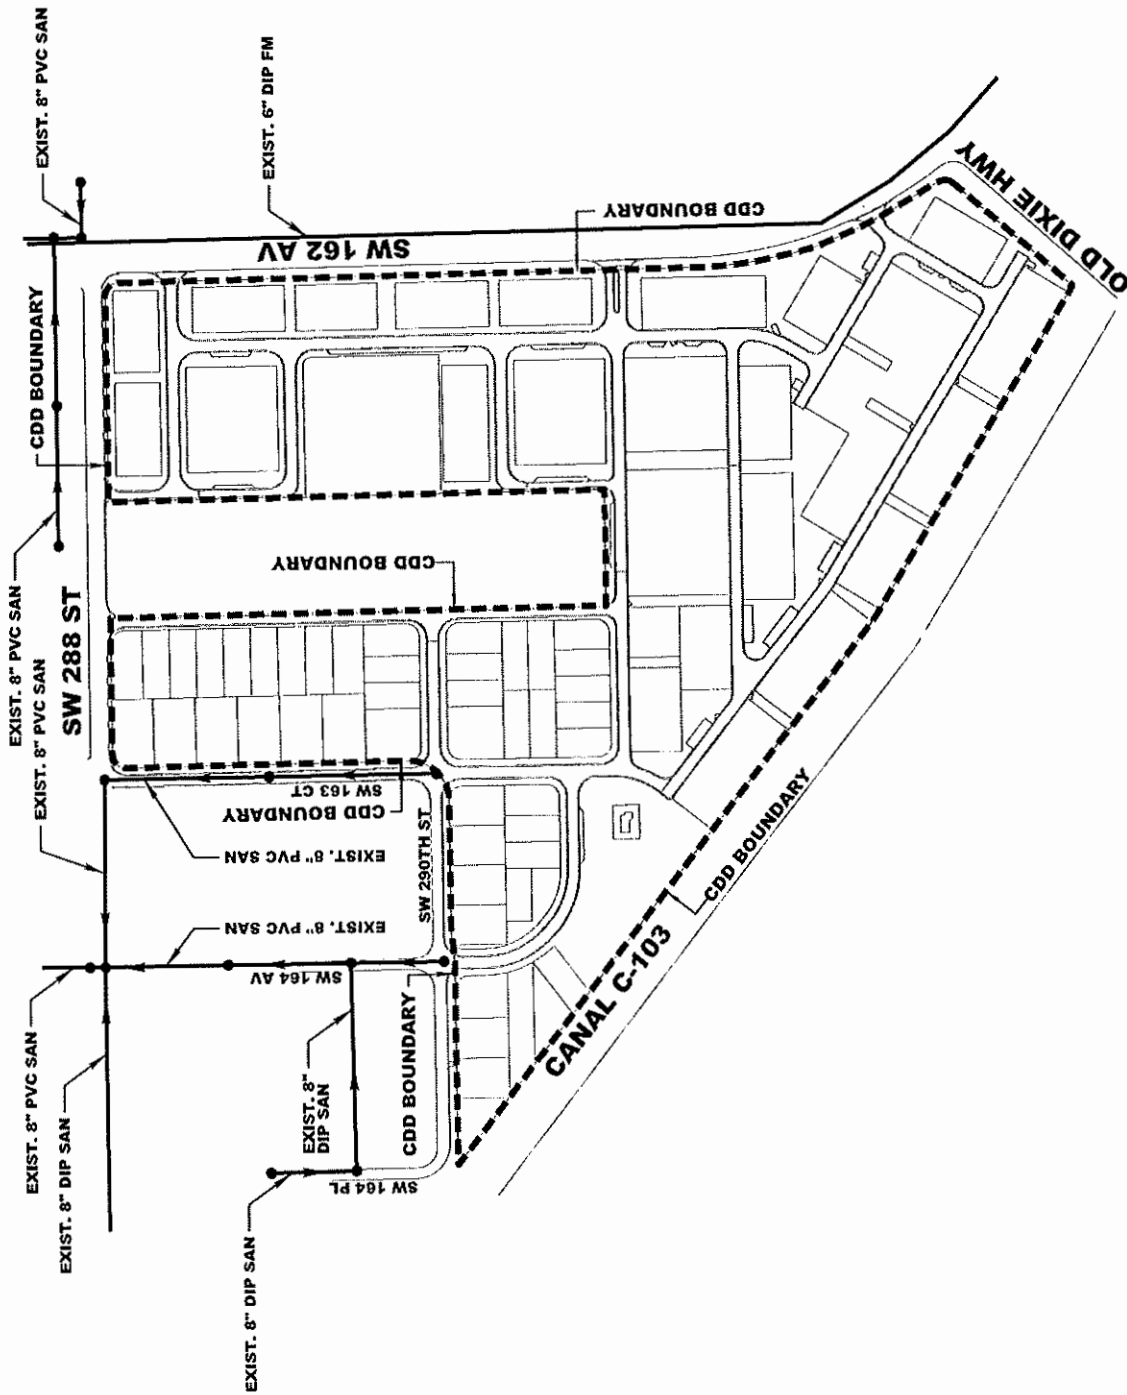 EXIST. 8" PVC SAN
EXIST. 6" DIP FM
SW 162 AV
CDD BOUNDARY
OLD DIXIE HWY
CDD BOUNDARY
EXIST. 8" PVC SAN
SW 288 ST
EXIST. 8" PVC SAN
CDD BOUNDARY
SW 163 CT
CDD BOUNDARY
EXIST. 8" PVC SAN
SW 290TH ST
EXIST. 8" PVC SAN
SW 164 AV
CDD BOUNDARY
CANAL C-103
CDD BOUNDARY
EXIST. 8" PVC SAN
EXIST. 8" DIP SAN
EXIST. 8"
DIP SAN
SW 164 PL
EXIST. 8" DIP SAN